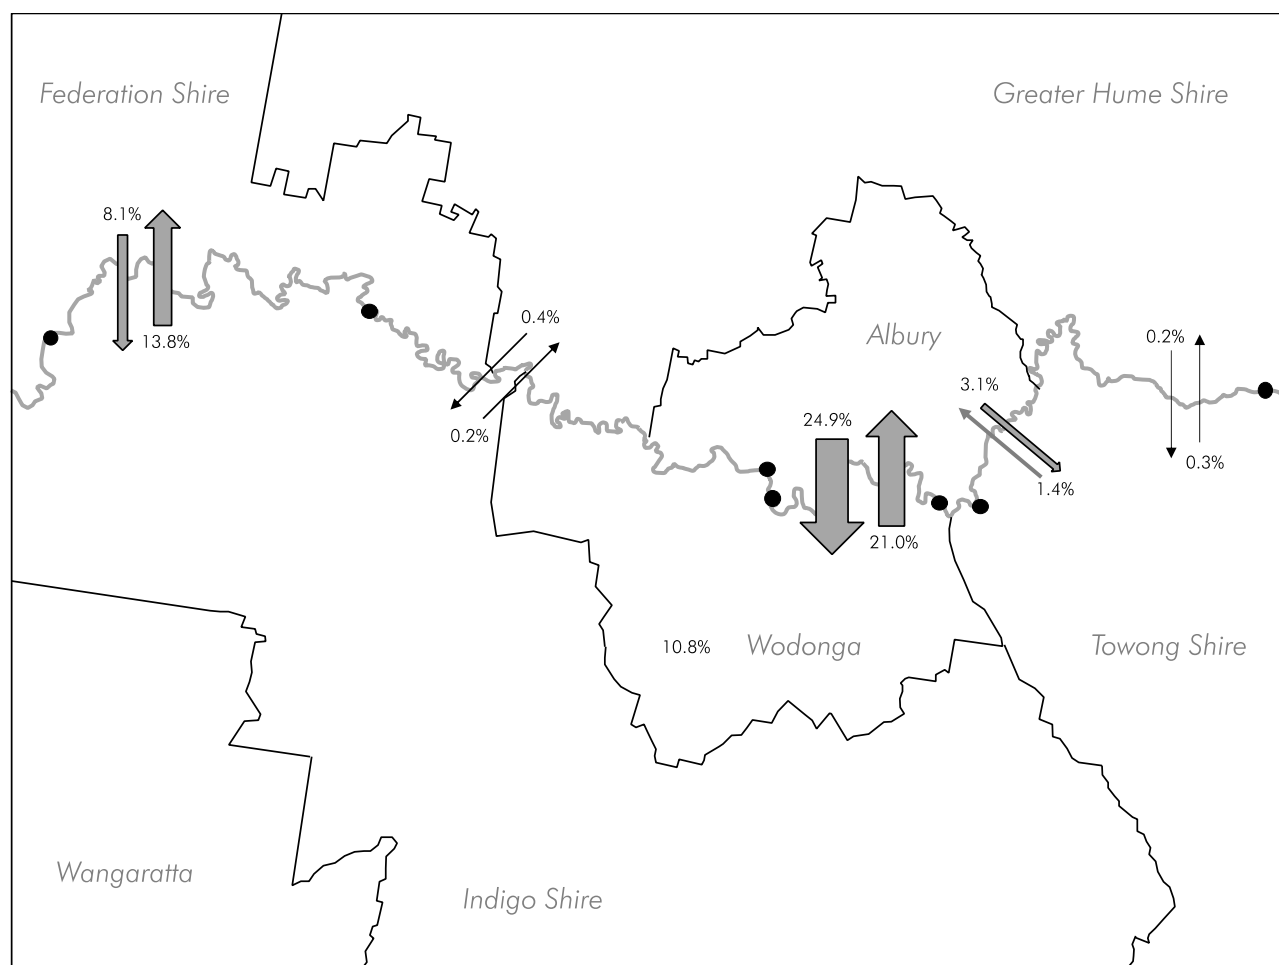 Federation Shire
Greater Hume Shire
8.1%
13.8%
0.4%
0.2%
Albury
0.2%
0.3%
3.1%
1.4%
24.9%
21.0%
10.8%
Wodonga
Towong Shire
Wangaratta
Indigo Shire